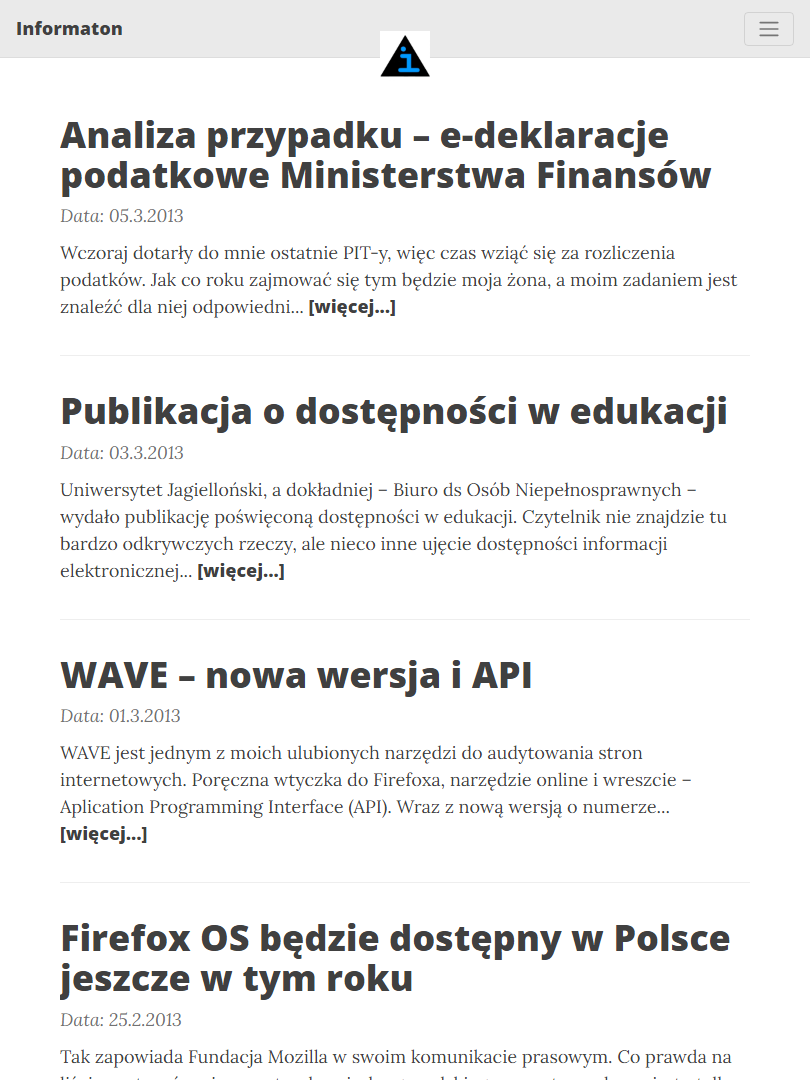 Informaton
i
Analiza przypadku – e-deklaracje
podatkowe Ministerstwa Finansów
Data: 05.3.2013
Wczoraj dotarły do mnie ostatnie PIT-y, więc czas wziąć się za rozliczenia
podatków. Jak co roku zajmować się tym będzie moja żona, a moim zadaniem jest
znaleźć dla niej odpowiedni... [więcej...]
Publikacja o dostępności w edukacji
Data: 03.3.2013
Uniwersytet Jagielloński, a dokładniej – Biuro ds Osób Niepełnosprawnych –
wydało publikację poświęconą dostępności w edukacji. Czytelnik nie znajdzie tu
bardzo odkrywczych rzeczy, ale nieco inne ujęcie dostępności informacji
elektronicznej... [więcej...]
WAVE – nowa wersja i API
Data: 01.3.2013
WAVE jest jednym z moich ulubionych narzędzi do audytowania stron
internetowych. Poręczna wtyczka do Firefoxa, narzędzie online i wreszcie –
Aplication Programming Interface (API). Wraz z nową wersją o numerze...
[więcej...]
Firefox OS będzie dostępny w Polsce
jeszcze w tym roku
Data: 25.2.2013
Tak zapowiada Fundacja Mozilla w swoim komunikacie prasowym. Co prawda na